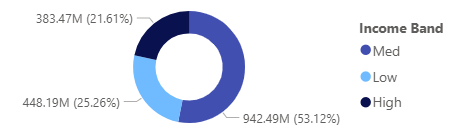 383.47M (21.61%)
Income Band
Med
Low
High
448.19M (25.26%)
942.49M (53.12%)